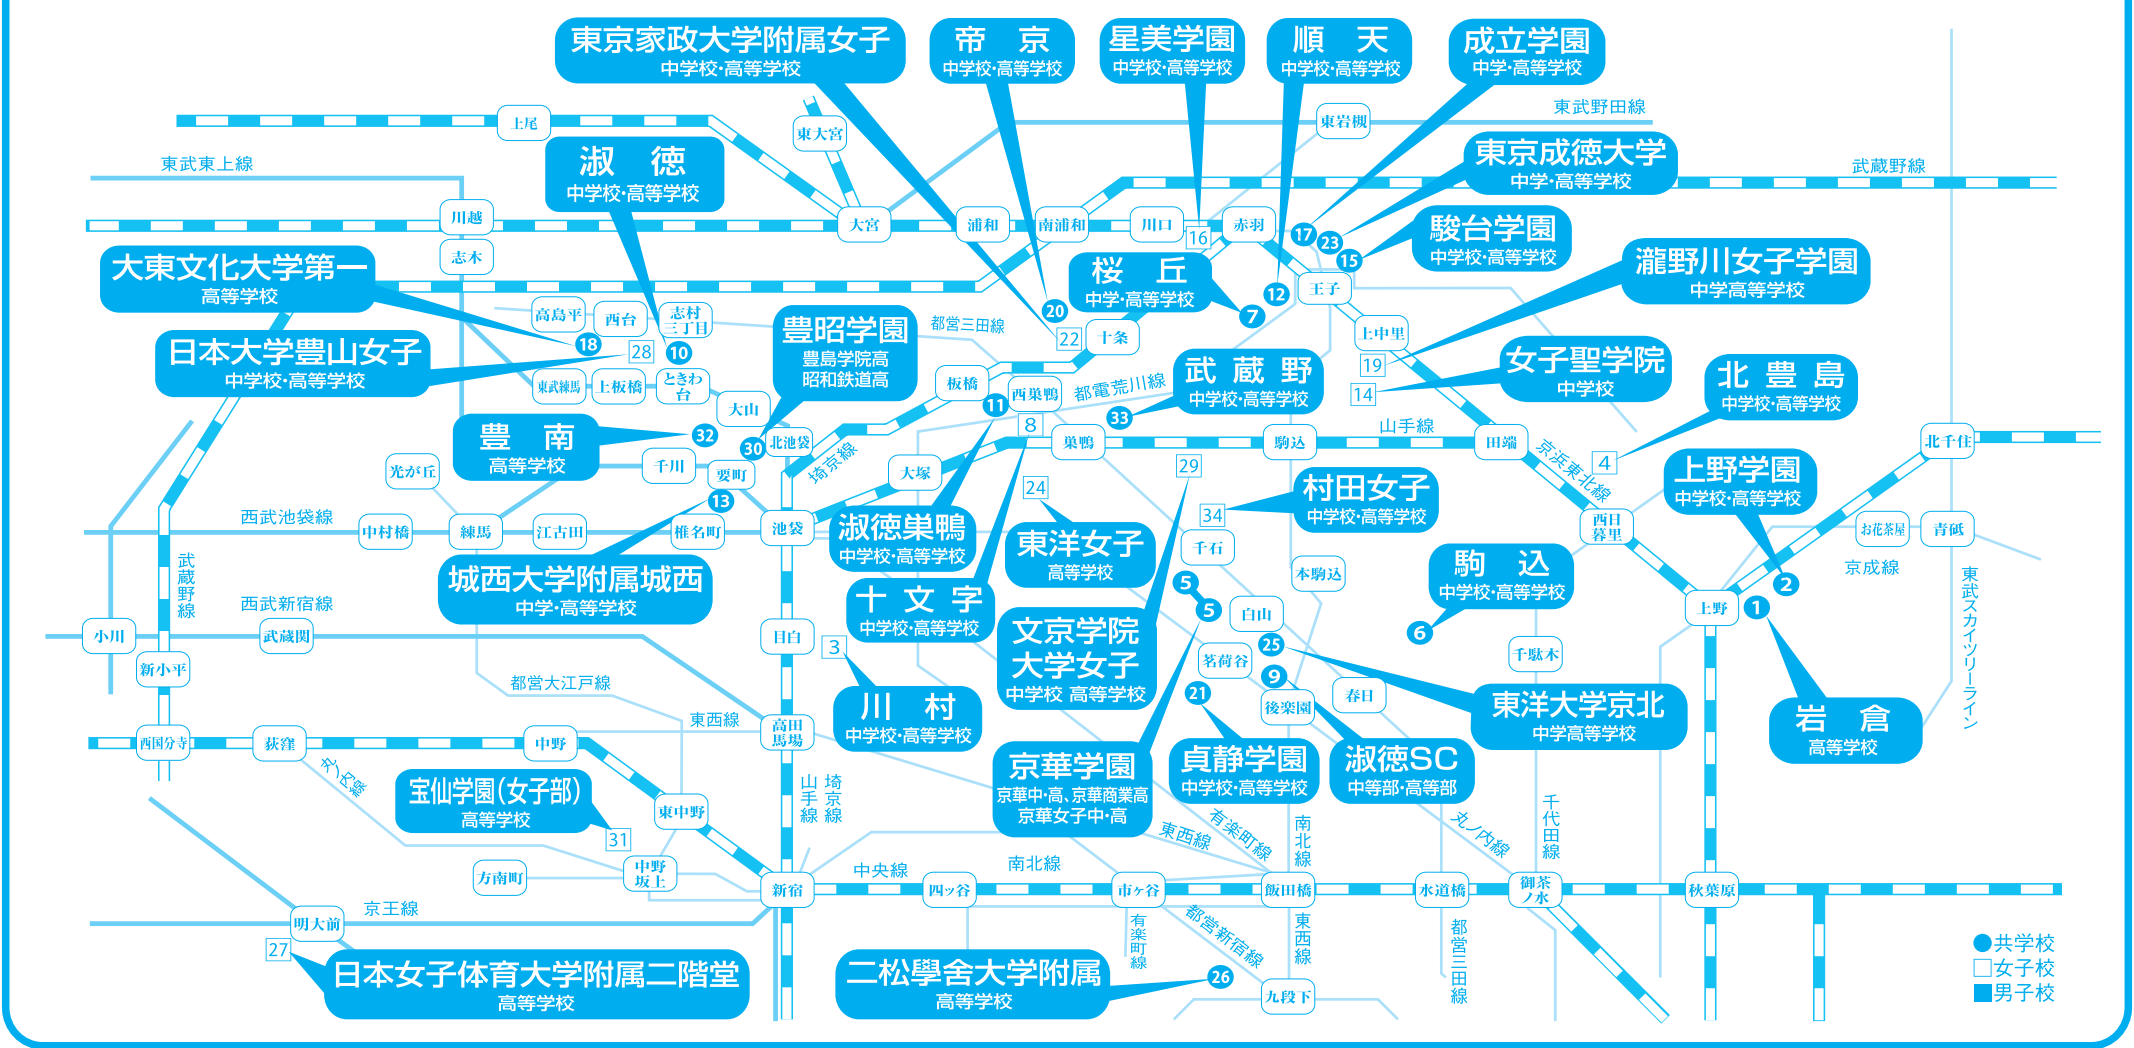 東京家政大学附属女子
中学校・高等学校
帝 京
中学校・高等学校
星美学園
中学校・高等学校
順 天
中学校・高等学校
成立学園
中学・高等学校
東武野田線
上尾
東大宮
東岩槻
東武東上線
淑 徳
中学校・高等学校
東京成徳大学
中学・高等学校
武蔵野線
川越
大宮
浦和
南浦和
川口
赤羽
16
17
23
15
駿台学園
中学校・高等学校
志木
大東文化大学第一
高等学校
桜 丘
中学・高等学校
瀧野川女子学園
中学高等学校
王子
12
20
7
高島平
西台
志村
三丁目
都営三田線
22
十条
上中里
18
28
10
豊昭学園
豊島学院高
昭和鉄道高
日本大学豊山女子
中学校・高等学校
19
女子聖学院
中学校
14
武 蔵 野
中学校・高等学校
北 豊 島
中学校・高等学校
東武練馬
上板橋
ときわ
台
大山
板橋
11
西巣鴨
都電荒川線
33
8
山手線
豊 南
高等学校
32
30
北池袋
埼京線
巣鴨
駒込
田端
北千住
京浜東北線
4
上野学園
中学校・高等学校
光が丘
千川
要町
13
大塚
24
29
村田女子
中学校・高等学校
34
西武池袋線
中村橋
練馬
江古田
椎名町
池袋
淑徳巣鴨
中学校・高等学校
東洋女子
高等学校
千石
西日
暮里
お花茶屋
青砥
京成線
武蔵野線
城西大学附属城西
中学・高等学校
十 文 字
中学校・高等学校
5
5
本駒込
駒 込
中学校・高等学校
6
2
1
上野
東武スカイツリーライン
西武新宿線
小川
武蔵関
目白
3
文京学院
大学女子
中学校 高等学校
白山
25
千駄木
新小平
都営大江戸線
川 村
中学校・高等学校
茗荷谷
9
21
後楽園
春日
東洋大学京北
中学高等学校
岩 倉
高等学校
西国分寺
荻窪
中野
東西線
高田
馬場
京華学園
京華中・高、京華商業高
京華女子中・高
貞静学園
中学校・高等学校
淑徳SC
中等部・高等部
丸ノ内線
宝仙学園(女子部)
高等学校
31
東中野
山手線
埼京線
東西線
有楽町線
南北線
丸ノ内線
千代田線
方南町
中野
坂上
新宿
中央線
四ッ谷
南北線
市ヶ谷
飯田橋
水道橋
御茶
ノ水
秋葉原
京王線
明大前
27
日本女子体育大学附属二階堂
高等学校
二松學舎大学附属
高等学校
26
有楽町線
都営新宿線
東西線
九段下
都営三田線
●共学校
□女子校
■男子校